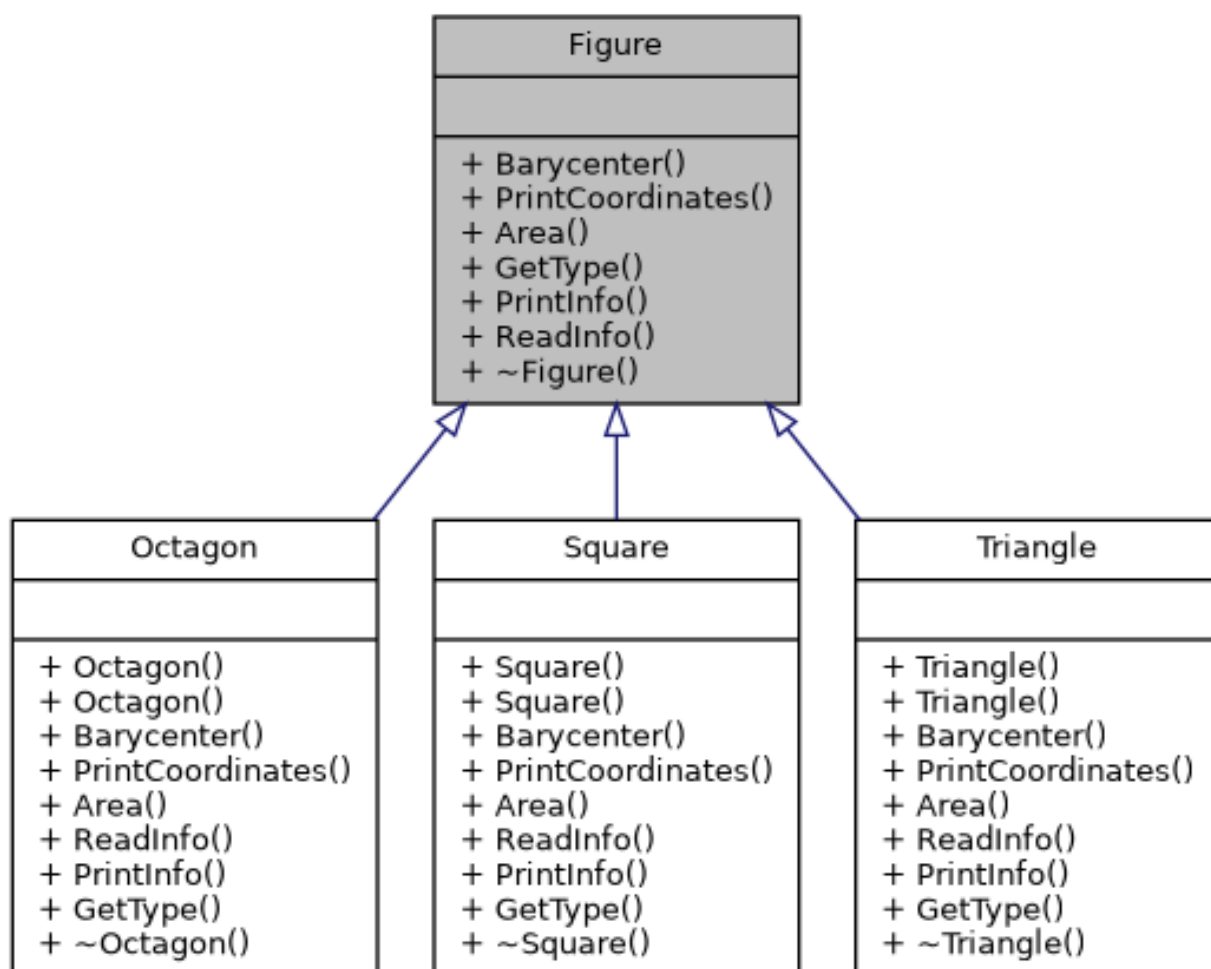 Figure
+ Barycenter()
+ PrintCoordinates()
+ Area()
+ GetType()
+ PrintInfo()
+ ReadInfo()
+ ~Figure()
Octagon
+ Octagon()
+ Octagon()
+ Barycenter()
+ PrintCoordinates()
+ Area()
+ ReadInfo()
+ PrintInfo()
+ GetType()
+ ~Octagon()
Square
+ Square()
+ Square()
+ Barycenter()
+ PrintCoordinates()
+ Area()
+ ReadInfo()
+ PrintInfo()
+ GetType()
+ ~Square()
Triangle
+ Triangle()
+ Triangle()
+ Barycenter()
+ PrintCoordinates()
+ Area()
+ ReadInfo()
+ PrintInfo()
+ GetType()
+ ~Triangle()